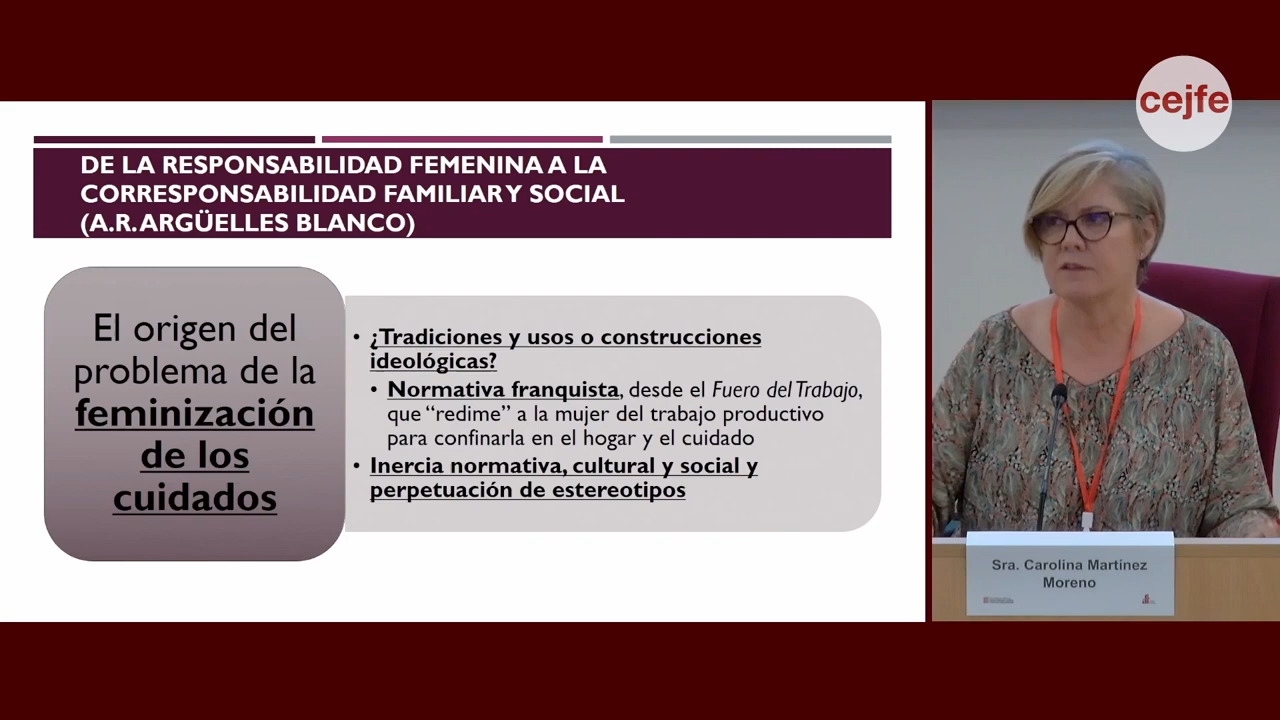 DE LA RESPONSABILIDAD FEMENINA A LA
CORRESPONSABILIDAD FAMILIAR Y SOCIAL
(A.R. ARGÜELLES BLANCO)
El origen del
problema de la
feminización
de los
cuidados
• ¿Tradiciones y usos o construcciones
ideológicas?
• Normativa franquista, desde el Fuero del Trabajo,
que “redime” a la mujer del trabajo productivo
para confinarla en el hogar y el cuidado
• Inercia normativa, cultural y social y
perpetuación de estereotipos
cejfe
Sra. Carolina Martínez
Moreno